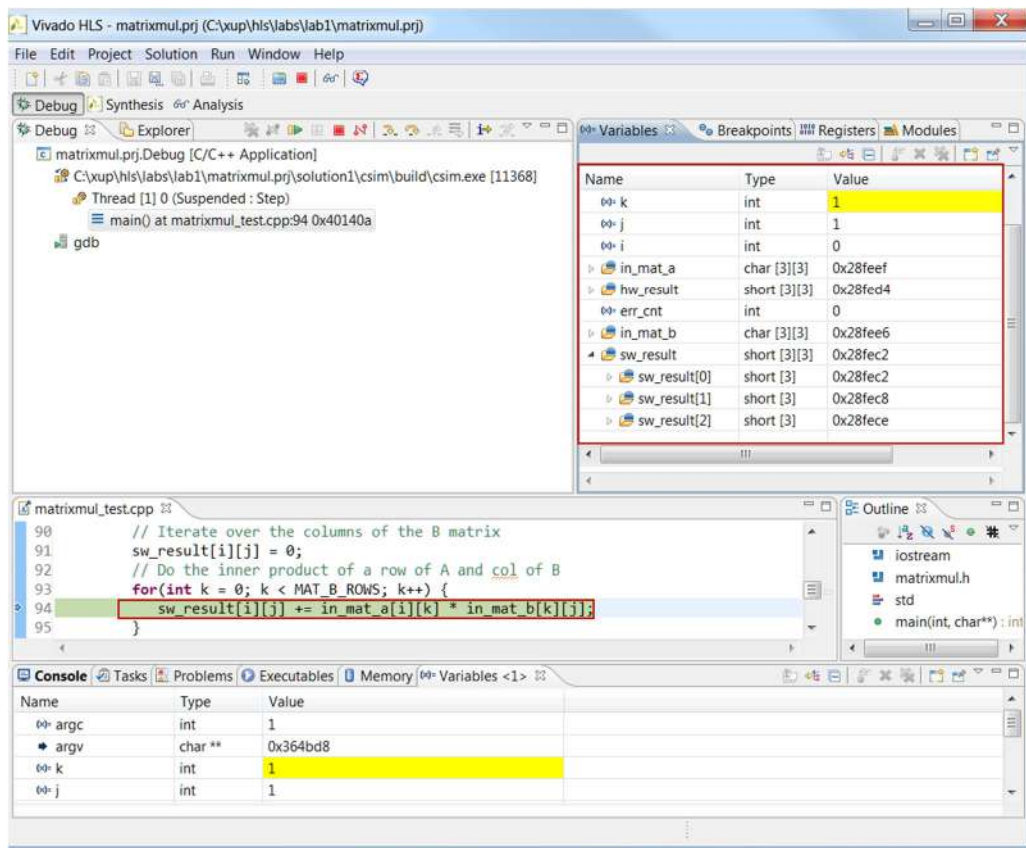 Vivado HLS - matrixmul.prj (C:\xup\hls\labs\lab1\matrixmul.prj)
File Edit Project Solution Run Window Help
Debug Synthesis Analysis
Debug Explorer
matrixmul.prj.Debug [C/C++ Application]
C:\xup\hls\labs\lab1\matrixmul.prj\solution1\csim\build\csim.exe [11368]
Thread [1] 0 (Suspended : Step)
main() at matrixmul_test.cpp:94 0x40140a
gdb
Variables Breakpoints Registers Modules
Name Type Value
k int 1
j int 1
i int 0
in_mat_a char [3][3] 0x28feef
hw_result short [3][3] 0x28fed4
err_cnt int 0
in_mat_b char [3][3] 0x28fee6
sw_result short [3][3] 0x28fec2
sw_result[0] short [3] 0x28fec2
sw_result[1] short [3] 0x28fec8
sw_result[2] short [3] 0x28fece
matrixmul_test.cpp
90 // Iterate over the columns of the B matrix
91 sw_result[i][j] = 0;
92 // Do the inner product of a row of A and col of B
93 for(int k = 0; k < MAT_B_ROWS; k++) {
94 sw_result[i][j] += in_mat_a[i][k] * in_mat_b[k][j];
95 }
Outline
iostream
matrixmul.h
std
main(int, char**) : int
Console Tasks Problems Executables Memory Variables <1>
Name Type Value
argc int 1
argv char ** 0x364bd8
k int 1
j int 1